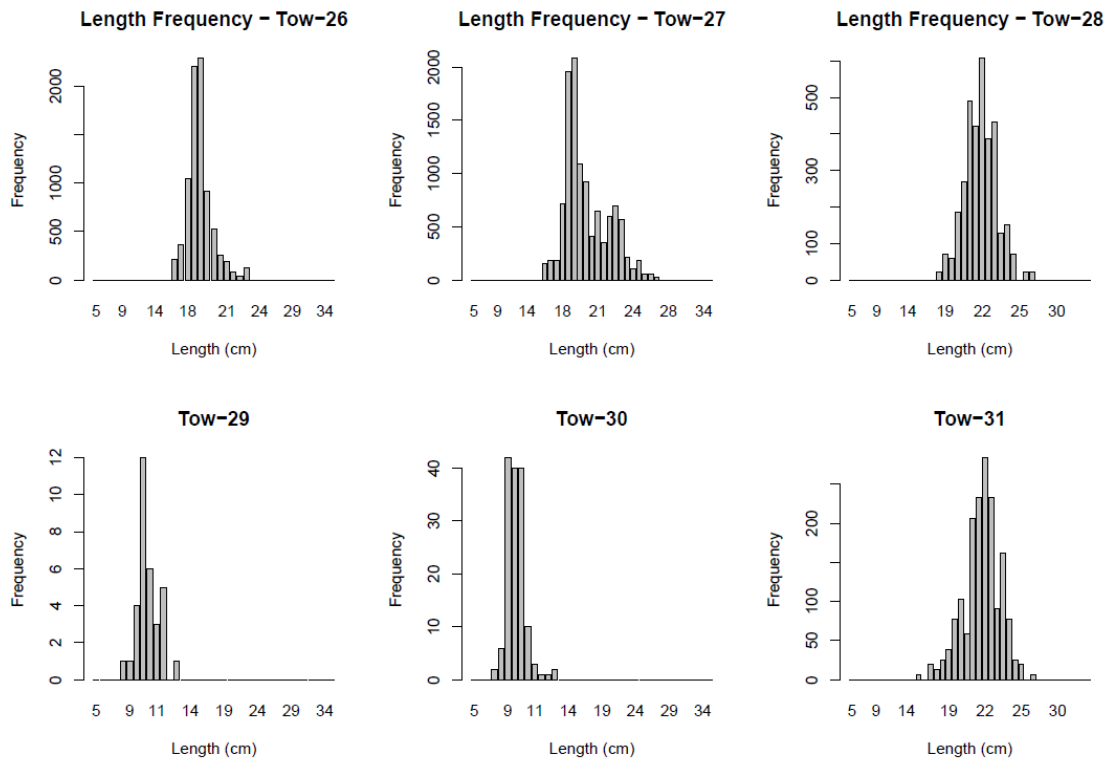 Length Frequency − Tow−26
Frequency
0 500 1000 2000
5 9 14 18 21 24 29 34
Length (cm)
Length Frequency − Tow−27
Frequency
0 500 1000 1500 2000
5 9 14 18 21 24 28 34
Length (cm)
Length Frequency − Tow−28
Frequency
0 100 300 500
5 9 14 19 22 25 30
Length (cm)
Tow−29
Frequency
0 2 4 6 8 10 12
5 9 11 14 19 24 29 34
Length (cm)
Tow−30
Frequency
0 10 20 30 40
5 9 11 14 19 24 29 34
Length (cm)
Tow−31
Frequency
0 50 100 200
5 9 14 19 22 25 30
Length (cm)